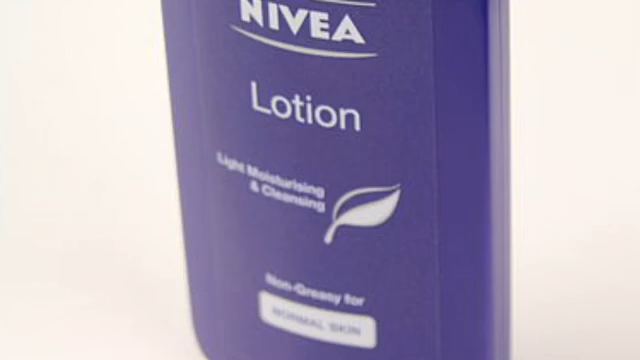 NIVEA
Lotion
Light Moisturising
& Cleansing
Non-Greasy for
NORMAL SKIN